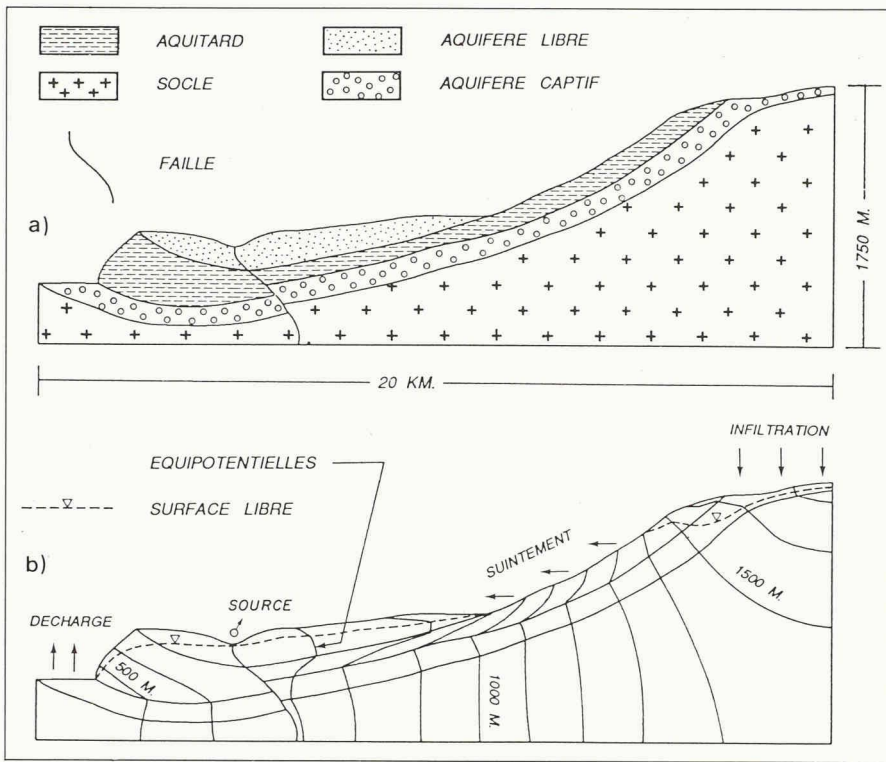 AQUITARD
AQUIFERE LIBRE
SOCLE
AQUIFERE CAPTIF
FAILLE
a)
1750 M.
20 KM.
INFILTRATION
EQUIPOTENTIELLES
SURFACE LIBRE
b)
SUINTEMENT
1500 M.
SOURCE
DECHARGE
500 M.
1000 M.